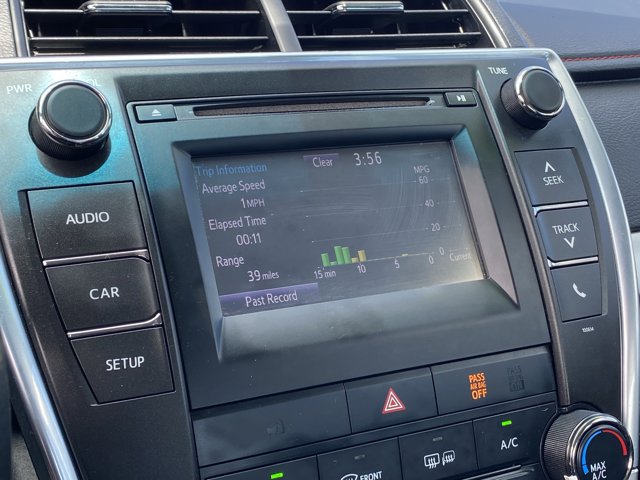 PWR
TUNE
Trip Information
Clear
3:56
MPG
Average Speed
1MPH
Elapsed Time
00:11
Range
39 miles
60
40
20
0
15 min 10 5 0 Current
Past Record
AUDIO
CAR
SETUP
SEEK
TRACK
PASS
AIR BAG
OFF
FRONT
A/C
MAX
A/C